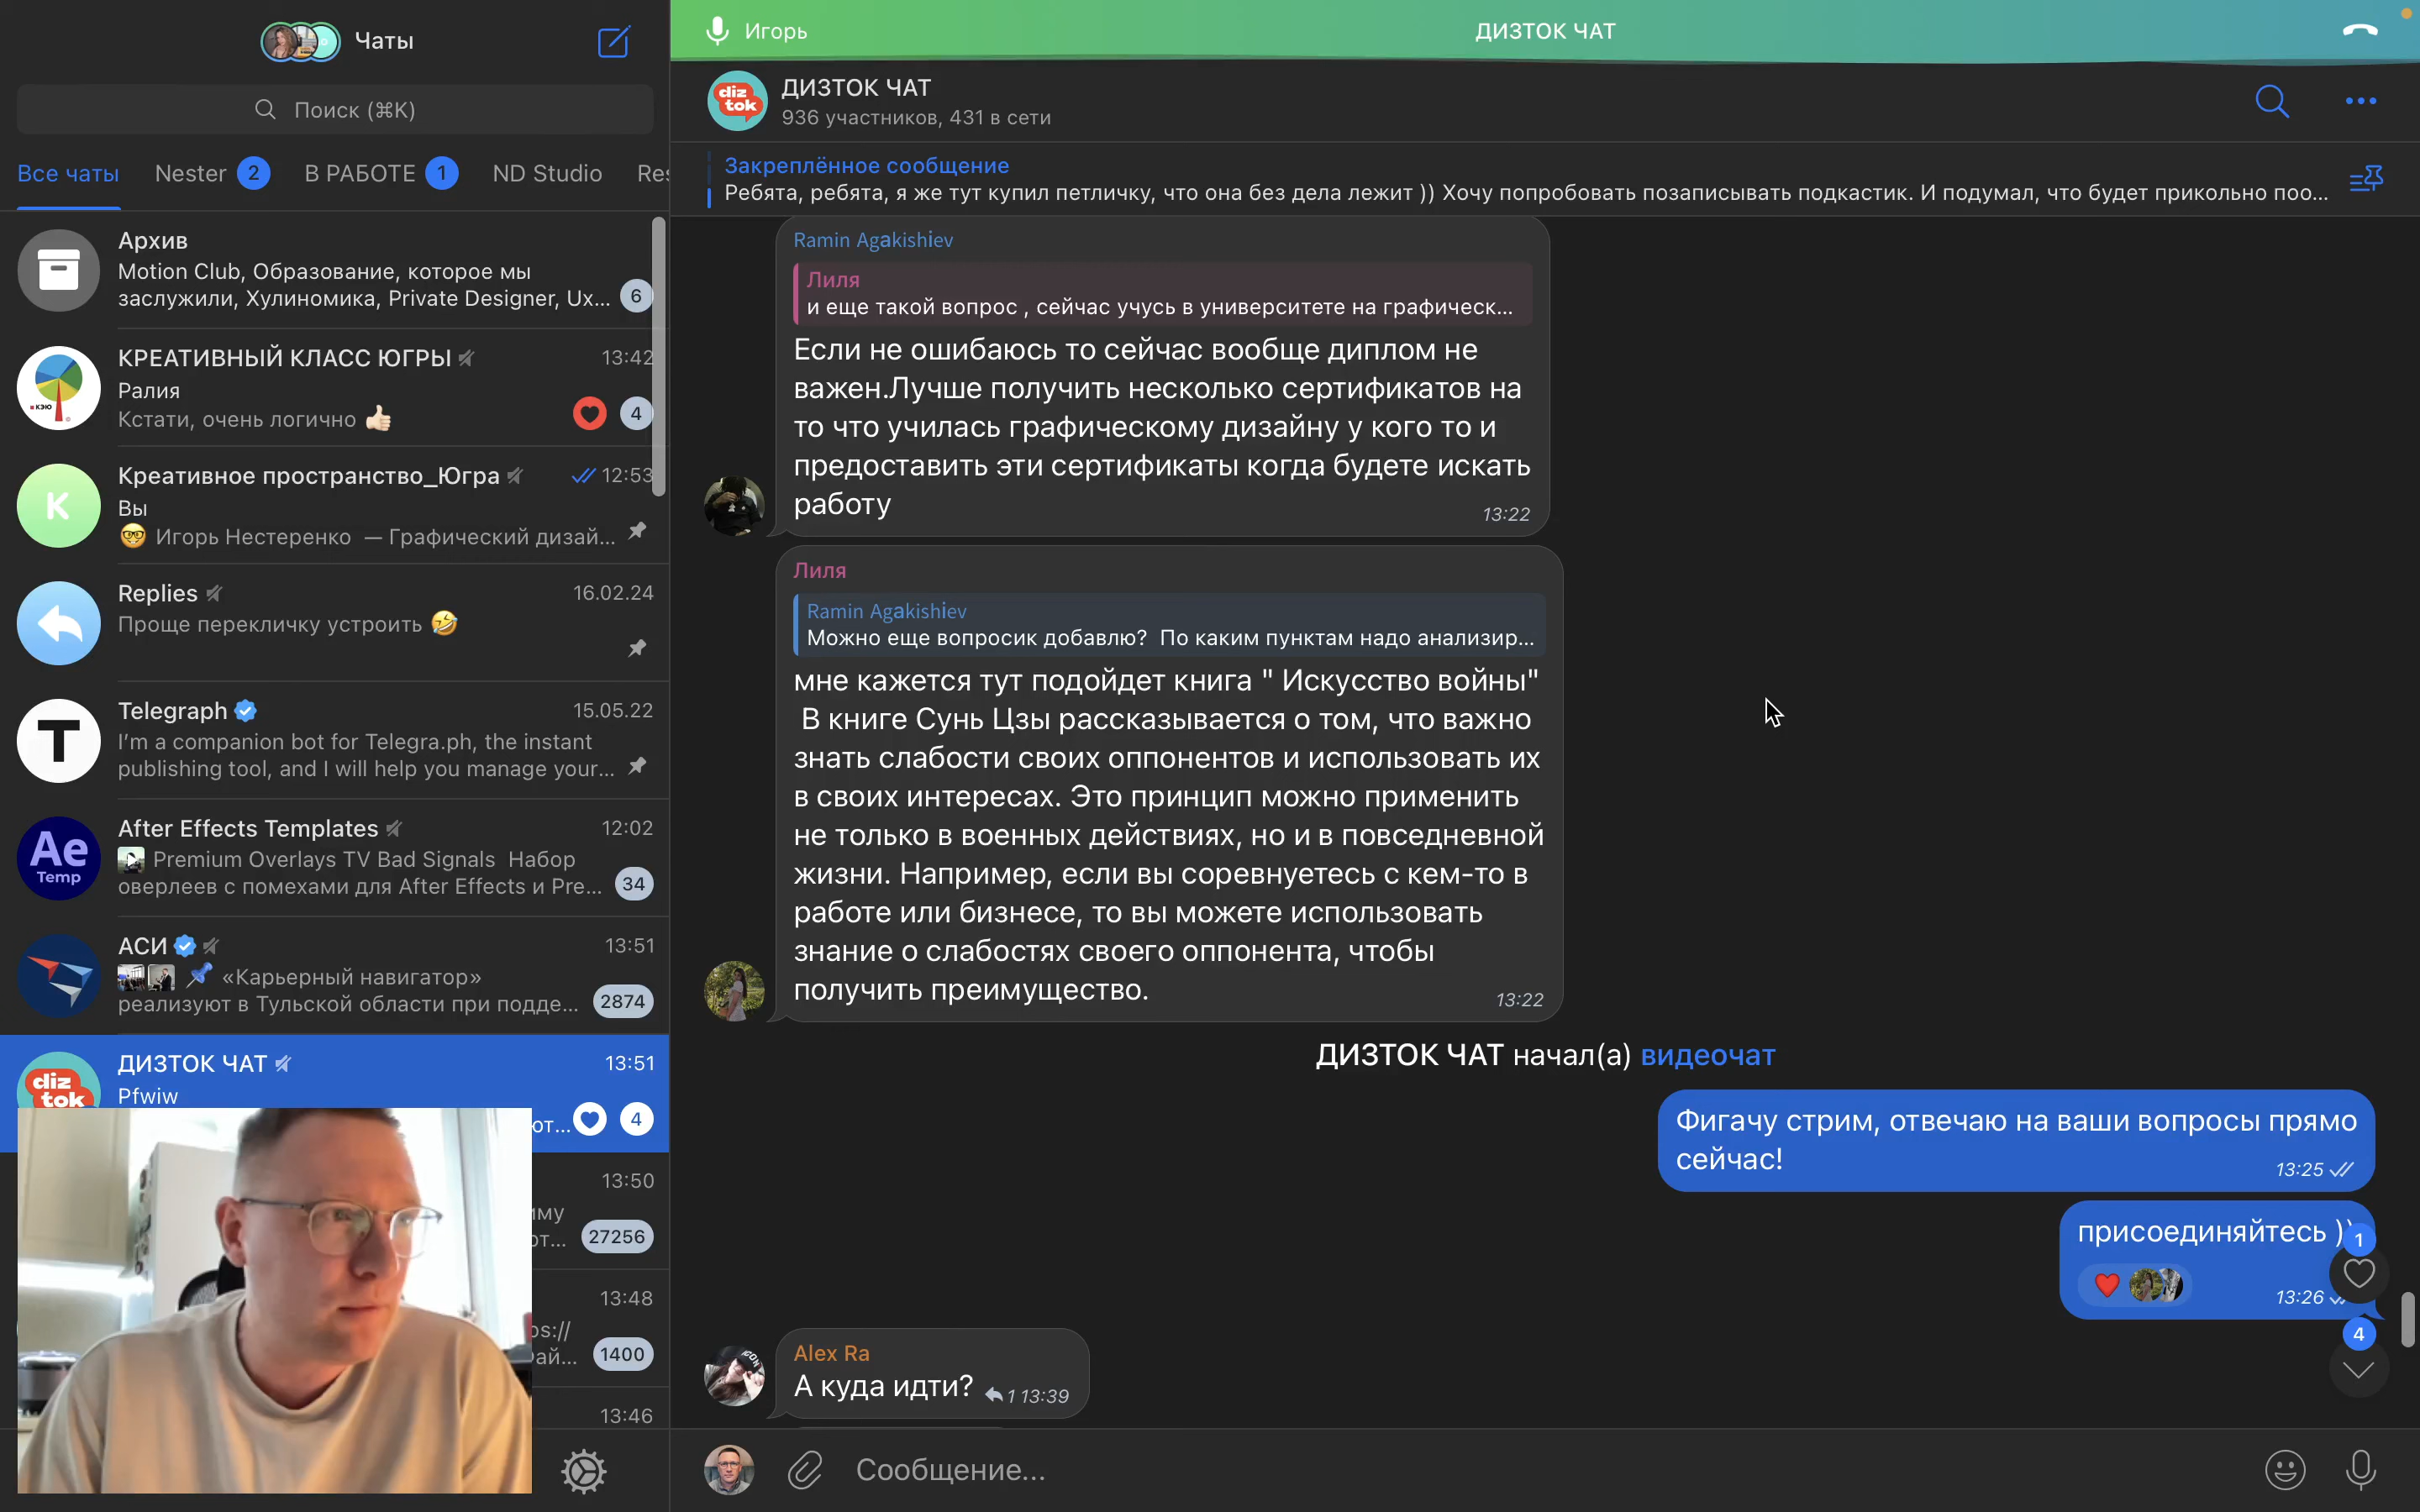 Чаты
Поиск (⌘K)
Все чаты
Nester 2
В РАБОТЕ 1
ND Studio
Архив
Motion Club, Образование, которое мы
заслужили, Хулиномика, Private Designer, Ux...
6
КРЕАТИВНЫЙ КЛАСС ЮГРЫ
13:42
Ралия
Кстати, очень логично 👍🏻
4
Креативное пространство_Югра
12:53
Вы
🤓 Игорь Нестеренко — Графический дизай...
K
Replies
16.02.24
Проще перекличку устроить 🤣
T
Telegraph
15.05.22
I'm a companion bot for Telegra.ph, the instant
publishing tool, and I will help you manage your...
Ae
Temp
After Effects Templates
12:02
Premium Overlays TV Bad Signals Набор
оверлеев с помехами для After Effects и Pre...
34
АСИ
13:51
📌 «Карьерный навигатор»
реализуют в Тульской области при подде...
2874
diz
tok
ДИЗТОК ЧАТ
13:51
Pfwiw
4
13:50
27256
13:48
1400
13:46
Игорь
ДИЗТОК ЧАТ
diz
tok
ДИЗТОК ЧАТ
936 участников, 431 в сети
Закреплённое сообщение
Ребята, ребята, я же тут купил петличку, что она без дела лежит )) Хочу попробовать позаписывать подкастик. И подумал, что будет прикольно поо...
Ramin Agakishiev
Лиля
и еще такой вопрос , сейчас учусь в университете на графическ...
Если не ошибаюсь то сейчас вообще диплом не
важен.Лучше получить несколько сертификатов на
то что училась графическому дизайну у кого то и
предоставить эти сертификаты когда будете искать
работу
13:22
Лиля
Ramin Agakishiev
Можно еще вопросик добавлю? По каким пунктам надо анализир...
мне кажется тут подойдет книга " Искусство войны"
В книге Сунь Цзы рассказывается о том, что важно
знать слабости своих оппонентов и использовать их
в своих интересах. Это принцип можно применить
не только в военных действиях, но и в повседневной
жизни. Например, если вы соревнуетесь с кем-то в
работе или бизнесе, то вы можете использовать
знание о слабостях своего оппонента, чтобы
получить преимущество.
13:22
ДИЗТОК ЧАТ начал(а) видеочат
Фигачу стрим, отвечаю на ваши вопросы прямо
сейчас!
13:25
присоединяйтесь ))
13:26
1
4
Alex Ra
А куда идти?
1 13:39
Сообщение...